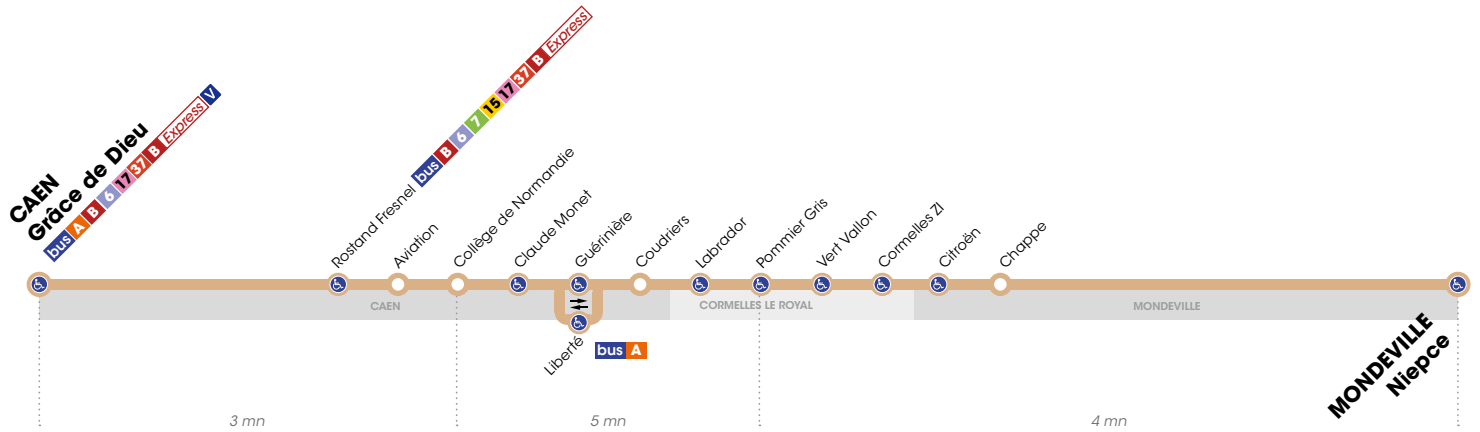 CAEN
Grâce de Dieu
bus A B 6 17 37 B Express V
Rostand Fresnel bus B 6 7 15 17 37 B Express
Aviation
Collège de Normandie
Claude Monet
Guérinière
Coudriers
Labrador
Pommier Gris
Vert Vallon
Cormelles ZI
Citroën
Chappe
CAEN
CORMELLES LE ROYAL
MONDEVILLE
Liberté
bus A
MONDEVILLE
Niepce
3 mn
5 mn
4 mn